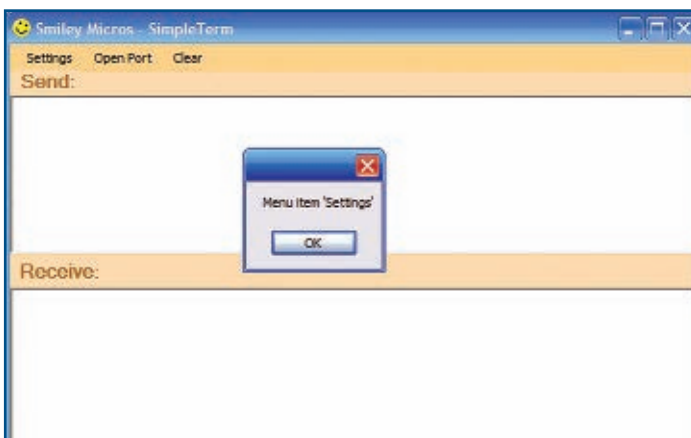 Smiley Micros - SimpleTerm
Settings Open Port Clear
Send:
Menu item 'Settings'
OK
Receive: